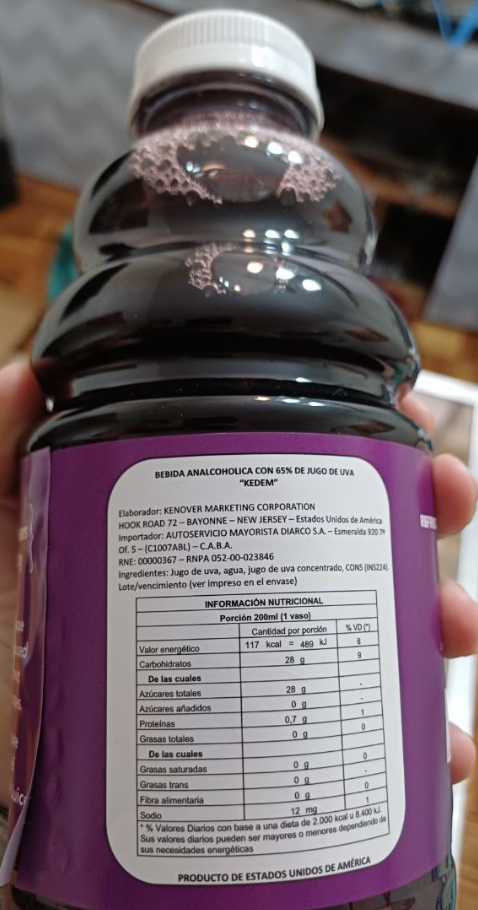 BEBIDA ANALCOHOLICA CON 65% DE JUGO DE UVA
"KEDEM"
Elaborador: KENOVER MARKETING CORPORATION
HOOK ROAD 72 – BAYONNE – NEW JERSEY – Estados Unidos de América
Importador: AUTOSERVICIO MAYORISTA DIARCO S.A. – Esmeralda 920 7º
Of. 5 – (C1007ABL) – C.A.B.A.
RNE: 00000367 – RNPA 052-00-023846
Ingredientes: Jugo de uva, agua, jugo de uva concentrado, CONS (INS224).
Lote/vencimiento (ver impreso en el envase)
INFORMACIÓN NUTRICIONAL
Porción 200ml (1 vaso)
Cantidad por porción % VD (*)
Valor energético 117 kcal = 489 kJ 6
Carbohidratos 28 g 9
De las cuales
Azúcares totales 28 g -
Azúcares añadidos 0 g -
Proteínas 0,7 g 1
Grasas totales 0 g 0
De las cuales
Grasas saturadas 0 g 0
Grasas trans 0 g -
Fibra alimentaria 0 g 0
Sodio 12 mg 1
* % Valores Diarios con base a una dieta de 2.000 kcal u 8.400 kJ.
Sus valores diarios pueden ser mayores o menores dependiendo de
sus necesidades energéticas
PRODUCTO DE ESTADOS UNIDOS DE AMÉRICA